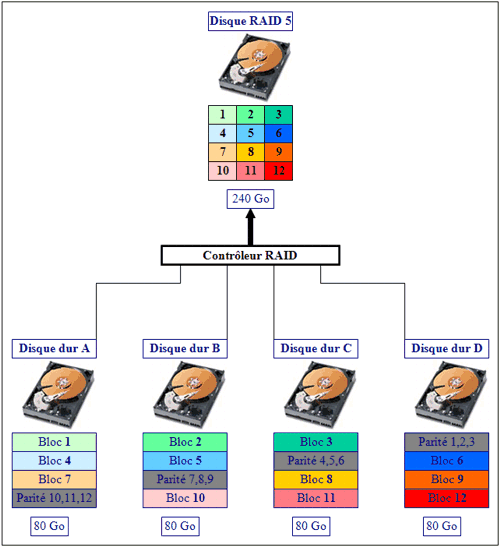 Disque RAID 5
1 2 3
4 5 6
7 8 9
10 11 12
240 Go
Contrôleur RAID
Disque dur A Disque dur B Disque dur C Disque dur D
Bloc 1 Bloc 2 Bloc 3 Parité 1,2,3
Bloc 4 Bloc 5 Parité 4,5,6 Bloc 6
Bloc 7 Parité 7,8,9 Bloc 8 Bloc 9
Parité 10,11,12 Bloc 10 Bloc 11 Bloc 12
80 Go 80 Go 80 Go 80 Go